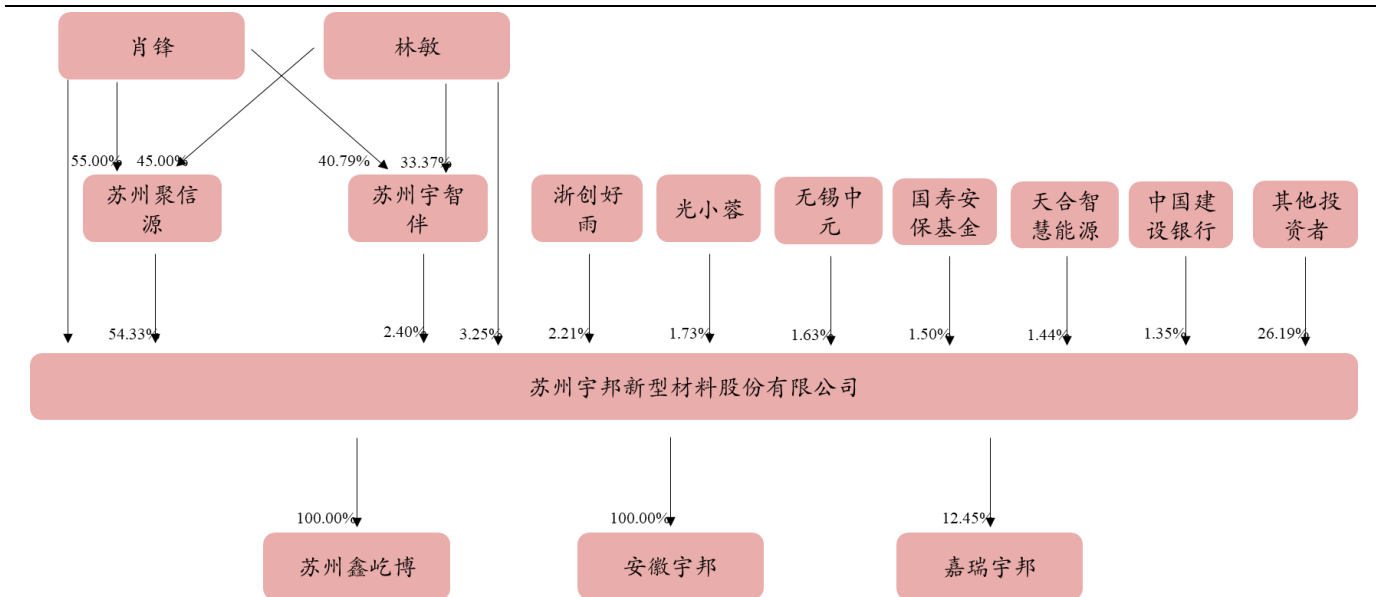 肖锋
林敏
55.00%
45.00%
40.79%
33.37%
苏州聚信
源
苏州宇智
伴
浙创好
雨
光小蓉
无锡中
元
国寿安
保基金
天合智
慧能源
中国建
设银行
其他投
资者
54.33%
2.40%
3.25%
2.21%
1.73%
1.63%
1.50%
1.44%
1.35%
26.19%
苏州宇邦新型材料股份有限公司
100.00%
100.00%
12.45%
苏州鑫屹博
安徽宇邦
嘉瑞宇邦